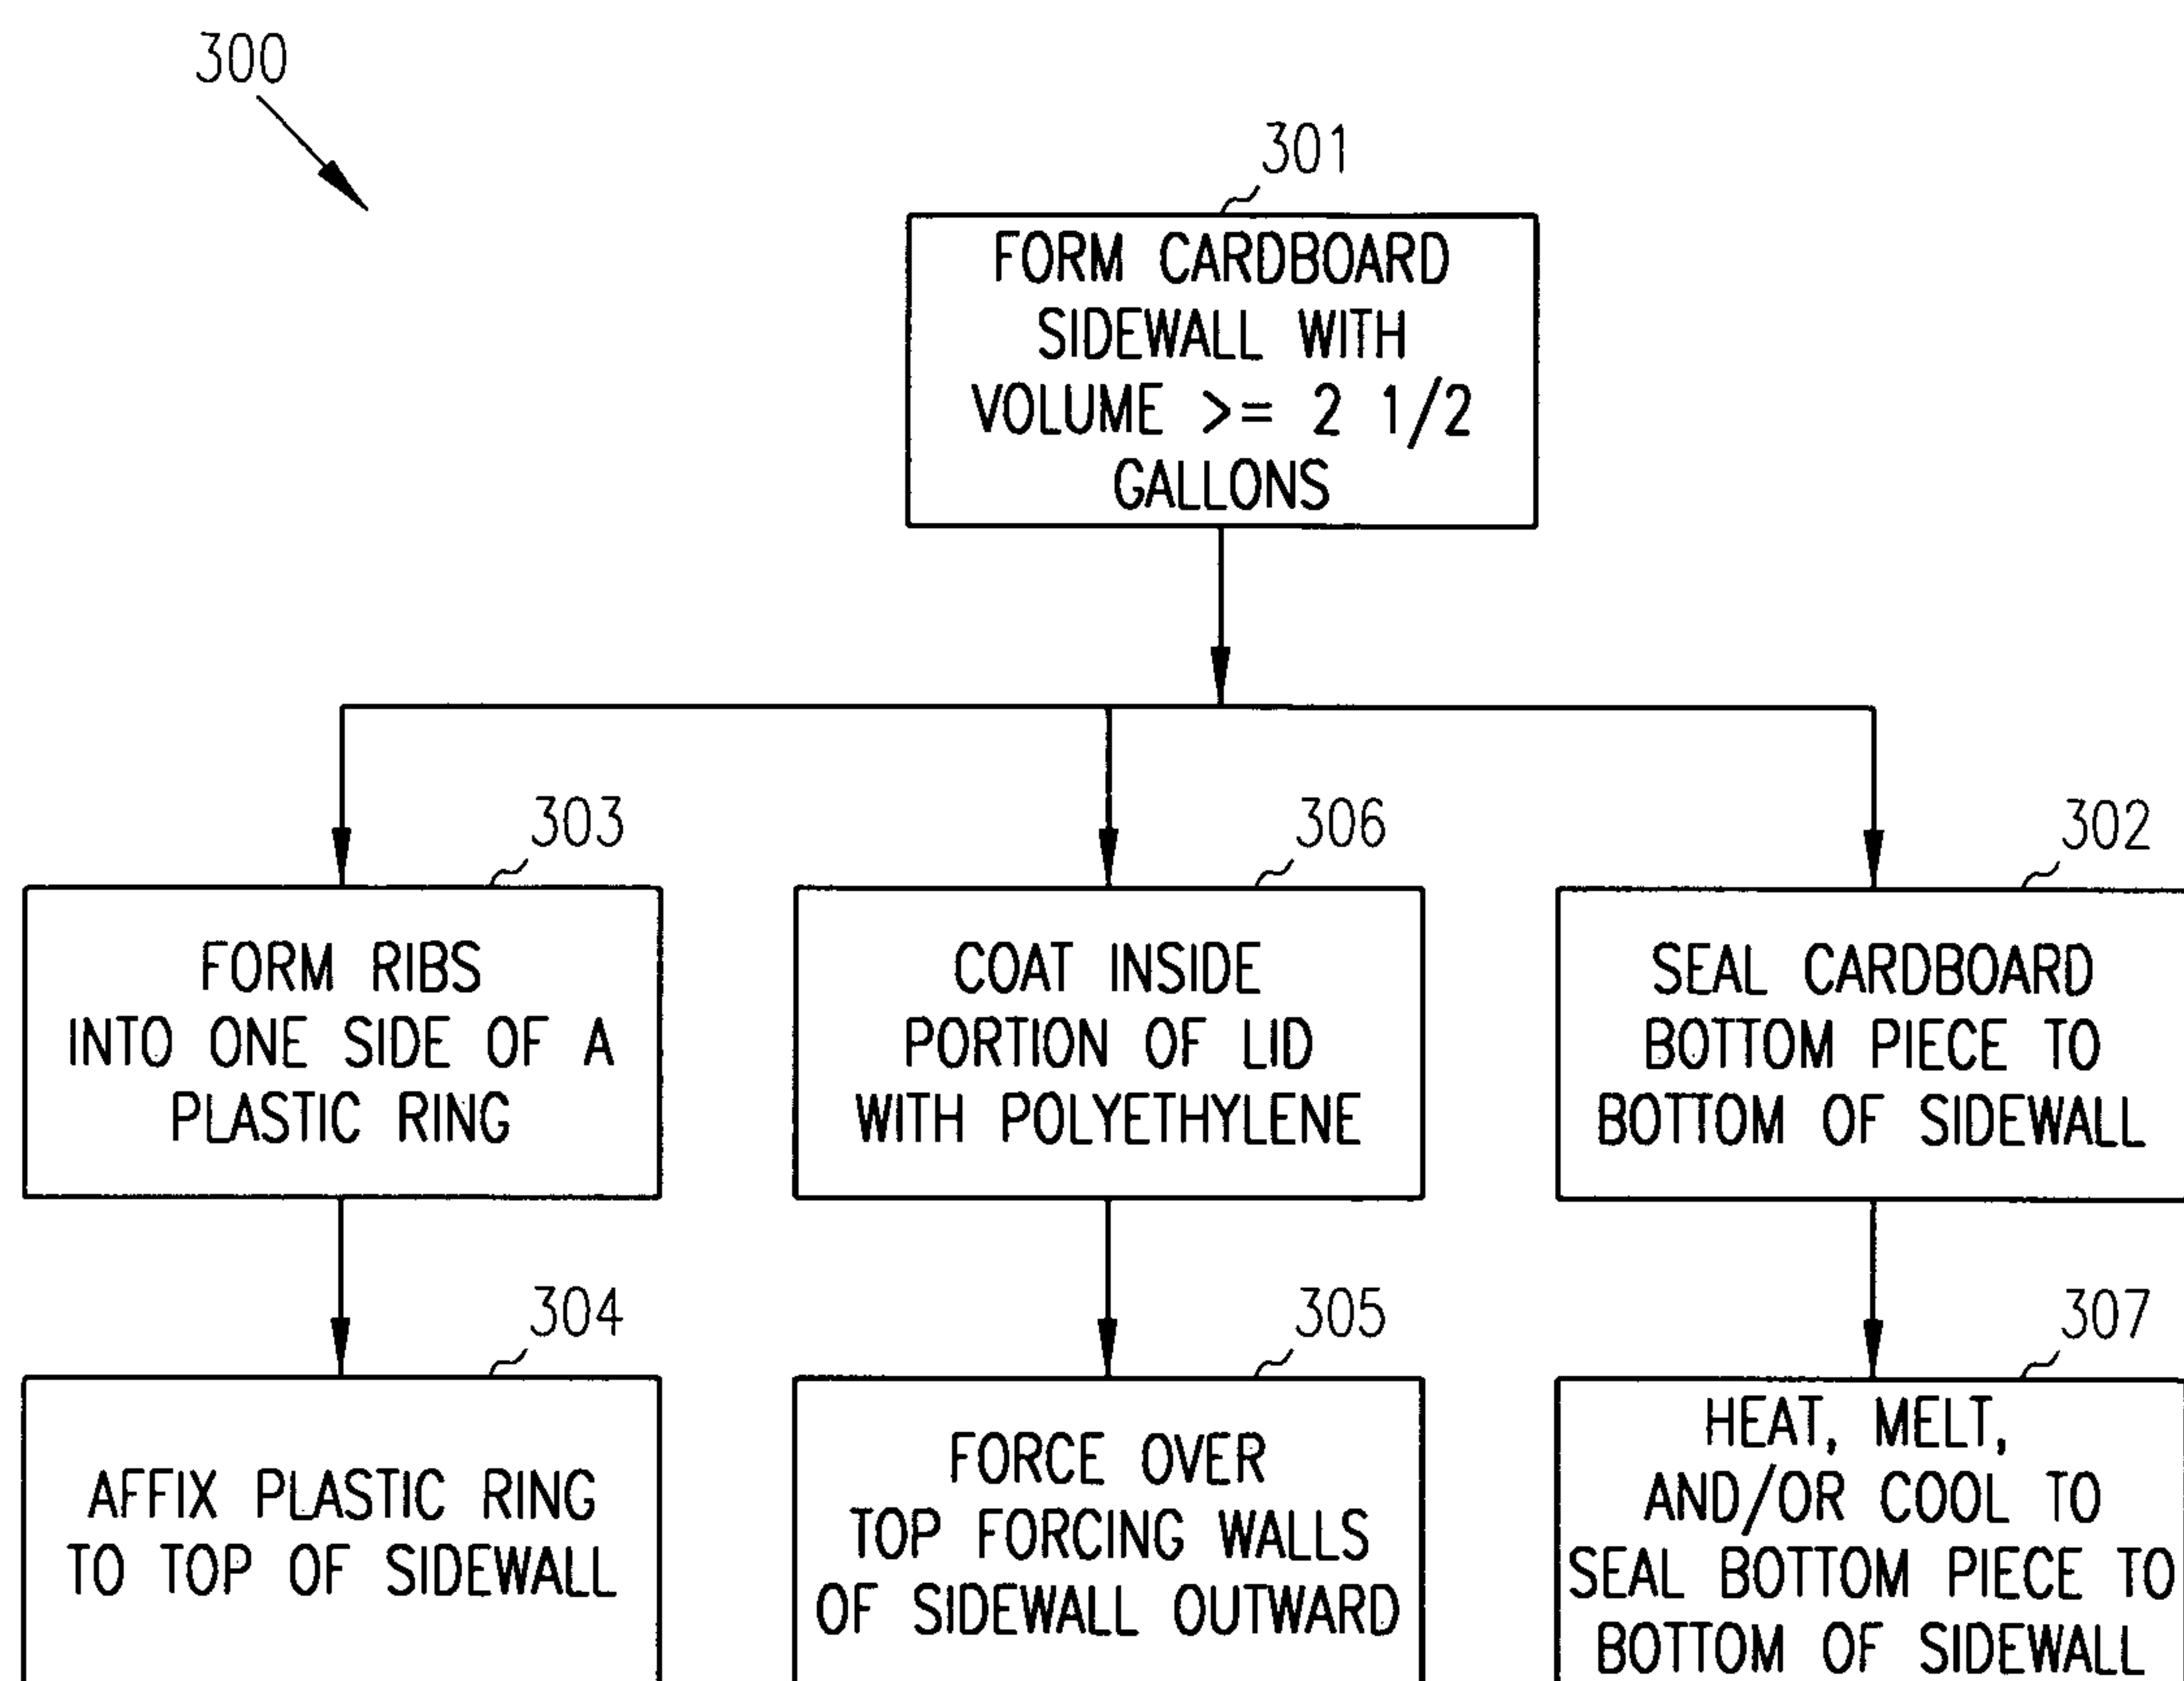 300
301
FORM CARDBOARD
SIDEWALL WITH
VOLUME >= 2 1/2
GALLONS
303
FORM RIBS
INTO ONE SIDE OF A
PLASTIC RING
306
COAT INSIDE
PORTION OF LID
WITH POLYETHYLENE
302
SEAL CARDBOARD
BOTTOM PIECE TO
BOTTOM OF SIDEWALL
304
AFFIX PLASTIC RING
TO TOP OF SIDEWALL
305
FORCE OVER
TOP FORCING WALLS
OF SIDEWALL OUTWARD
307
HEAT, MELT,
AND/OR COOL TO
SEAL BOTTOM PIECE TO
BOTTOM OF SIDEWALL